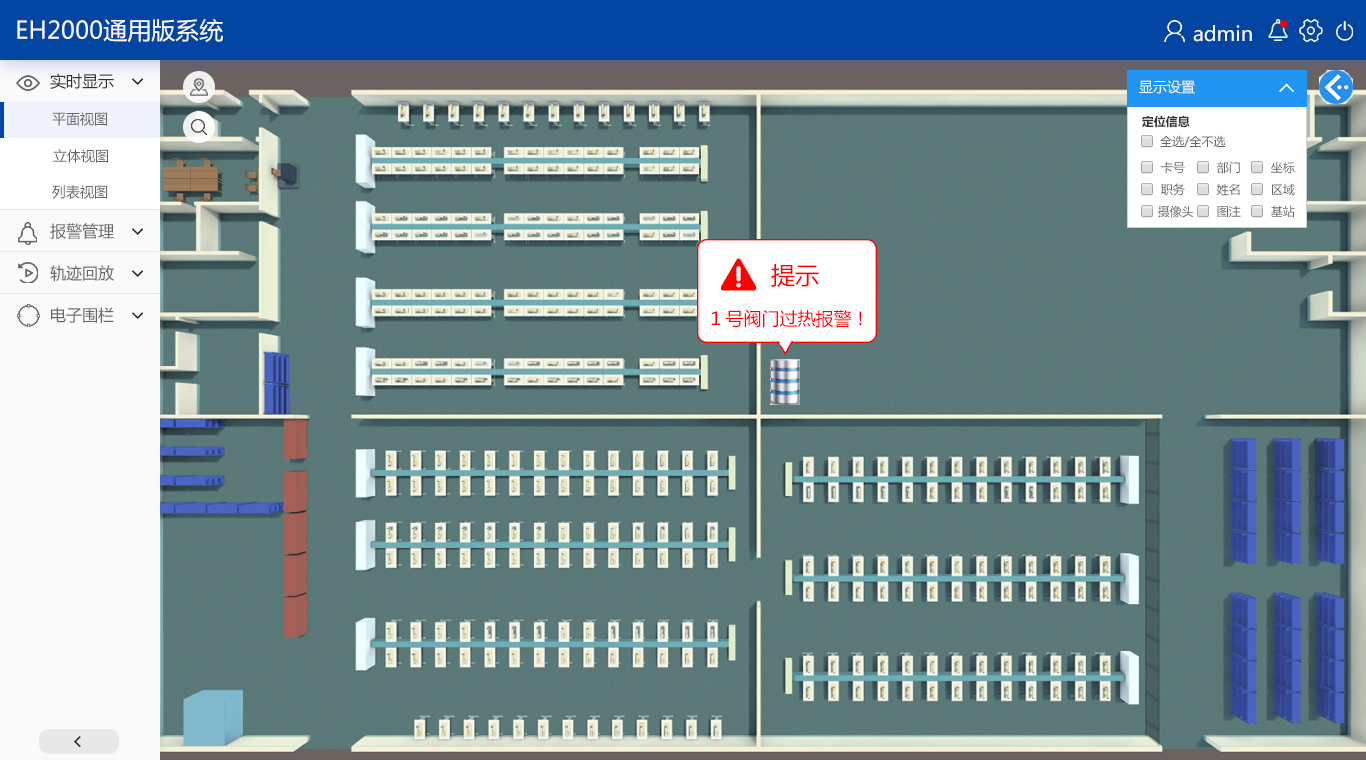 EH2000通用版系统
admin
实时显示
平面视图
立体视图
列表视图
报警管理
轨迹回放
电子围栏
显示设置
定位信息
全选/全不选
卡号 部门 坐标
职务 姓名 区域
摄像头 图注 基站
提示
1 号阀门过热报警！